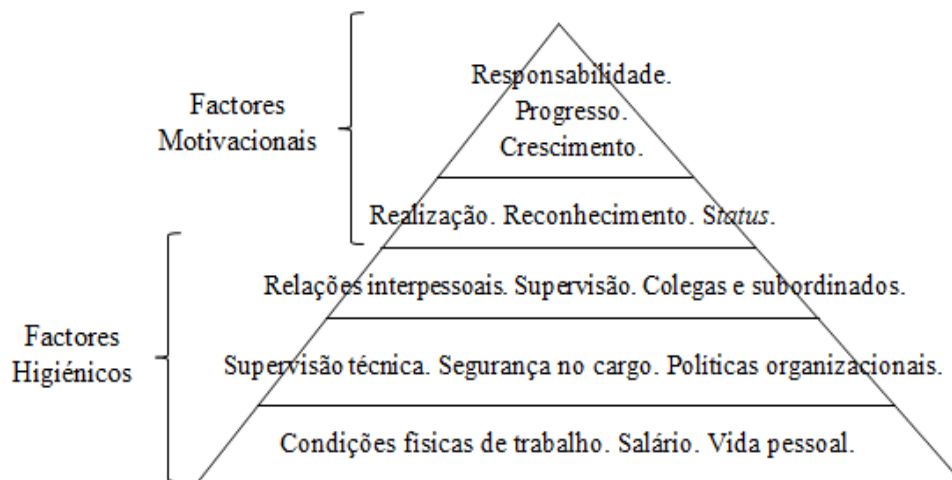 Responsabilidade.
Progresso.
Crescimento.
Factores
Motivacionais
Realização. Reconhecimento. Status.
Relações interpessoais. Supervisão. Colegas e subordinados.
Factores
Higiénicos
Supervisão técnica. Segurança no cargo. Políticas organizacionais.
Condições físicas de trabalho. Salário. Vida pessoal.